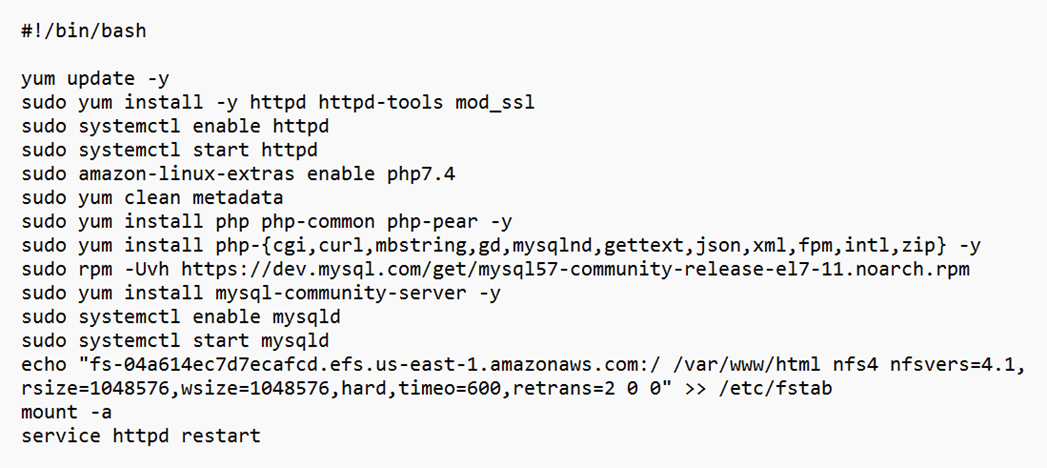 #!/bin/bash
yum update -y
sudo yum install -y httpd httpd-tools mod_ssl
sudo systemctl enable httpd
sudo systemctl start httpd
sudo amazon-linux-extras enable php7.4
sudo yum clean metadata
sudo yum install php php-common php-pear -y
sudo yum install php-{cgi,curl,mbstring,gd,mysqlnd,gettext,json,xml,fpm,intl,zip} -y
sudo rpm -Uvh https://dev.mysql.com/get/mysql57-community-release-el7-11.noarch.rpm
sudo yum install mysql-community-server -y
sudo systemctl enable mysqld
sudo systemctl start mysqld
echo "fs-04a614ec7d7ecafcd.efs.us-east-1.amazonaws.com:/ /var/www/html nfs4 nfsvers=4.1,
rsize=1048576,wsize=1048576,hard,timeo=600,retrans=2 0 0" >> /etc/fstab
mount -a
service httpd restart